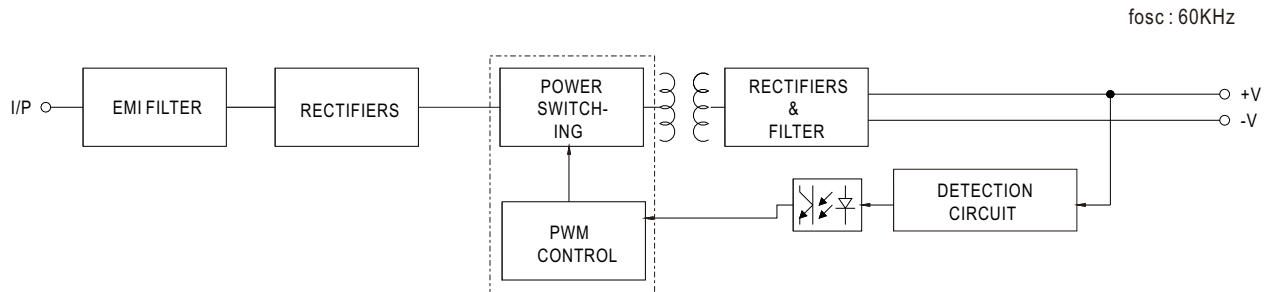 fosc : 60KHz
I/P
EMI FILTER
RECTIFIERS
POWER
SWITCH-
ING
RECTIFIERS
&
FILTER
+V
-V
PWM
CONTROL
DETECTION
CIRCUIT